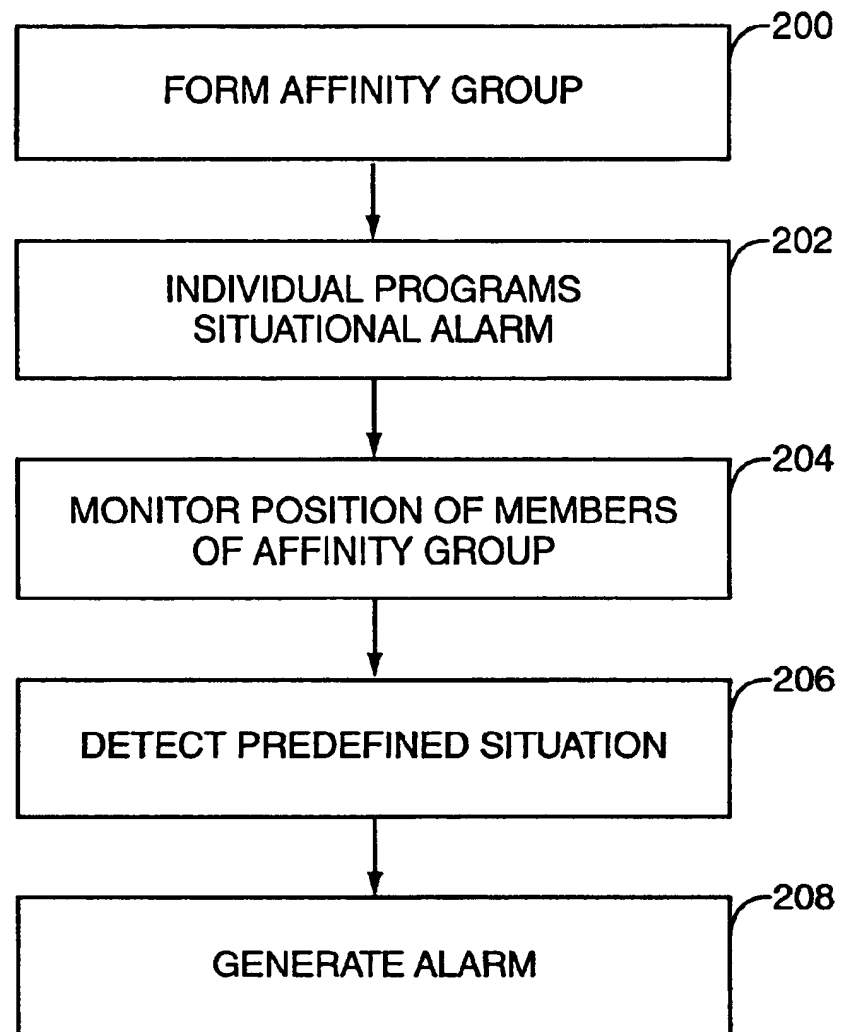 200
FORM AFFINITY GROUP
202
INDIVIDUAL PROGRAMS
SITUATIONAL ALARM
204
MONITOR POSITION OF MEMBERS
OF AFFINITY GROUP
206
DETECT PREDEFINED SITUATION
208
GENERATE ALARM